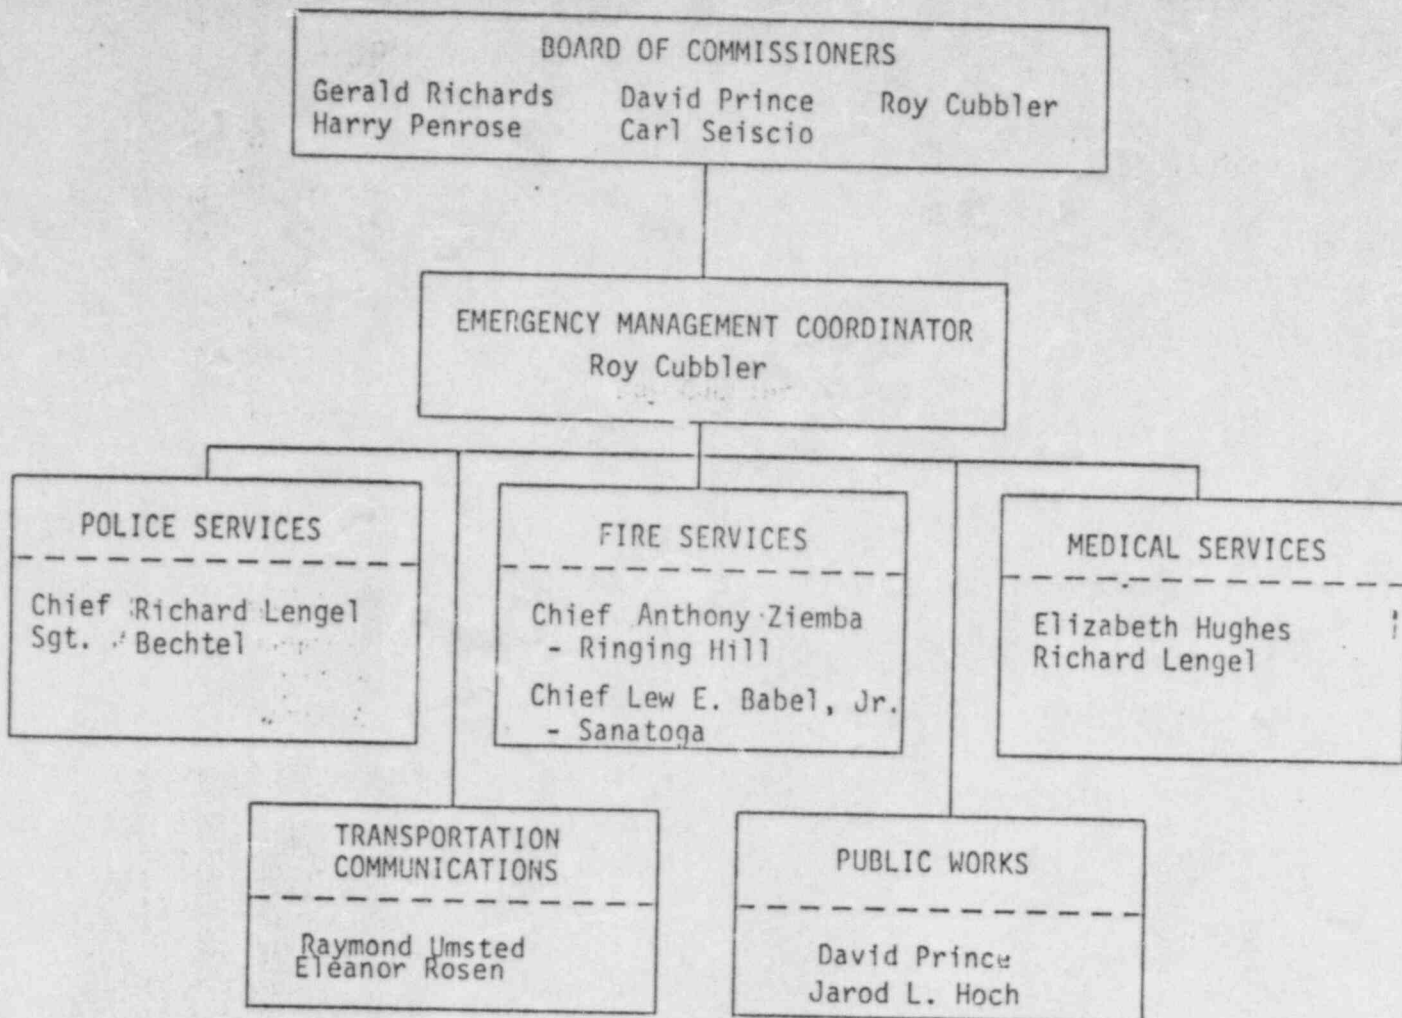 BOARD OF COMMISSIONERS
Gerald Richards David Prince Roy Cubbler
Harry Penrose Carl Seiscio
EMERGENCY MANAGEMENT COORDINATOR
Roy Cubbler
POLICE SERVICES
Chief Richard Lengel
Sgt. Bechtel
FIRE SERVICES
Chief Anthony Ziemba
- Ringing Hill
Chief Lew E. Babel, Jr.
- Sanatoga
MEDICAL SERVICES
Elizabeth Hughes
Richard Lengel
TRANSPORTATION
COMMUNICATIONS
Raymond Umsted
Eleanor Rosen
PUBLIC WORKS
David Prince
Jarod L. Hoch